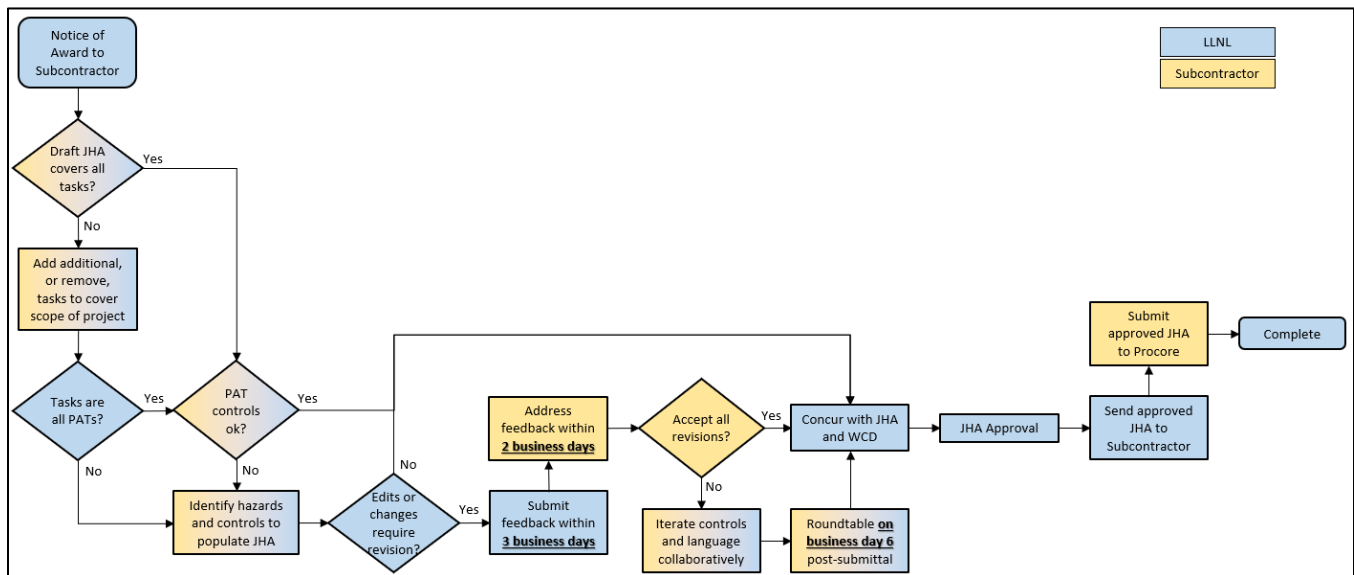 Notice of
Award to
Subcontractor
LLNL
Subcontractor
Draft JHA
covers all
tasks?
Yes
No
Add additional,
or remove,
tasks to cover
scope of project
Tasks are
all PATs?
Yes
No
PAT
controls
ok?
Yes
No
Identify hazards
and controls to
populate JHA
Edits or
changes
require
revision?
No
Yes
Submit
feedback within
3 business days
Address
feedback within
2 business days
Accept all
revisions?
Yes
No
Iterate controls
and language
collaboratively
Roundtable on
business day 6
post-submittal
Concur with JHA
and WCD
JHA Approval
Send approved
JHA to
Subcontractor
Submit
approved JHA
to Procore
Complete